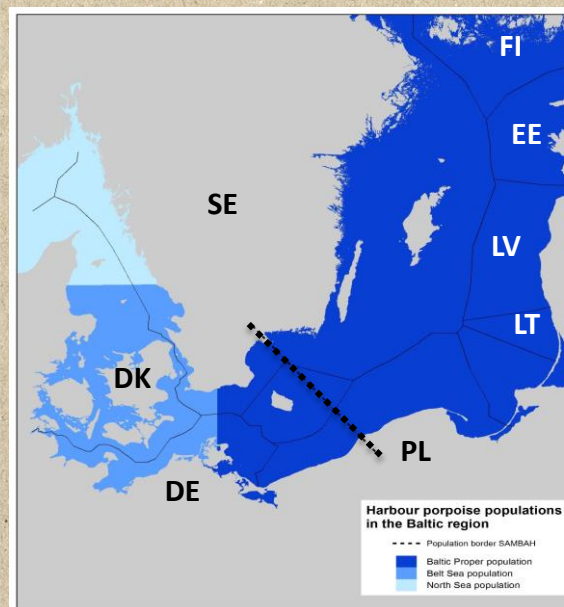 FI
EE
SE
LV
LT
DK
PL
DE
Harbour porpoise populations
in the Baltic region
Population border SAMBAH
Baltic Proper population
Belt Sea population
North Sea population